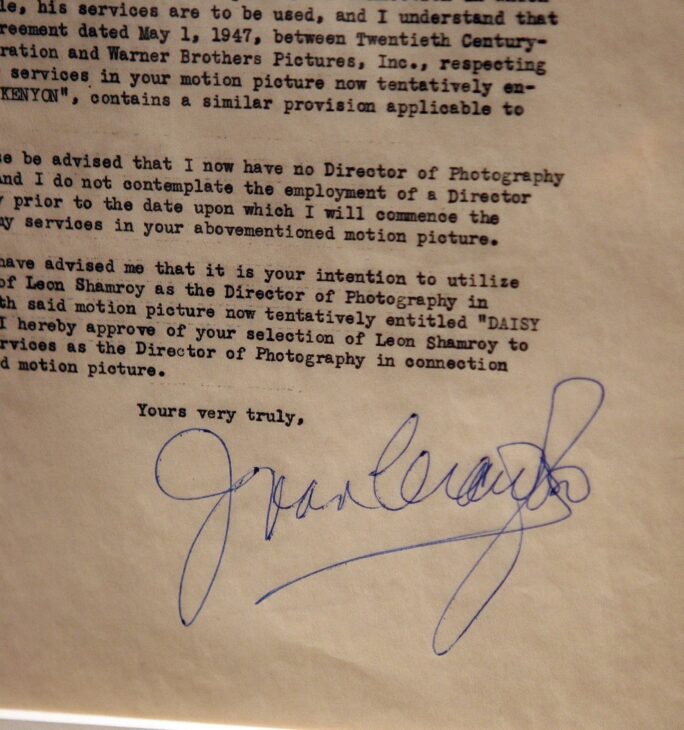 le, his services are to be used, and I understand that
reement dated May 1, 1947, between Twentieth Century-
ration and Warner Brothers Pictures, Inc., respecting
services in your motion picture now tentatively en-
KENYON", contains a similar provision applicable to
se be advised that I now have no Director of Photography
and I do not contemplate the employment of a Director
y prior to the date upon which I will commence the
ay services in your abovementioned motion picture.
have advised me that it is your intention to utilize
of Leon Shamroy as the Director of Photography in
th said motion picture now tentatively entitled "DAISY
I hereby approve of your selection of Leon Shamroy to
rvices as the Director of Photography in connection
d motion picture.
Yours very truly,
Joan Crawford